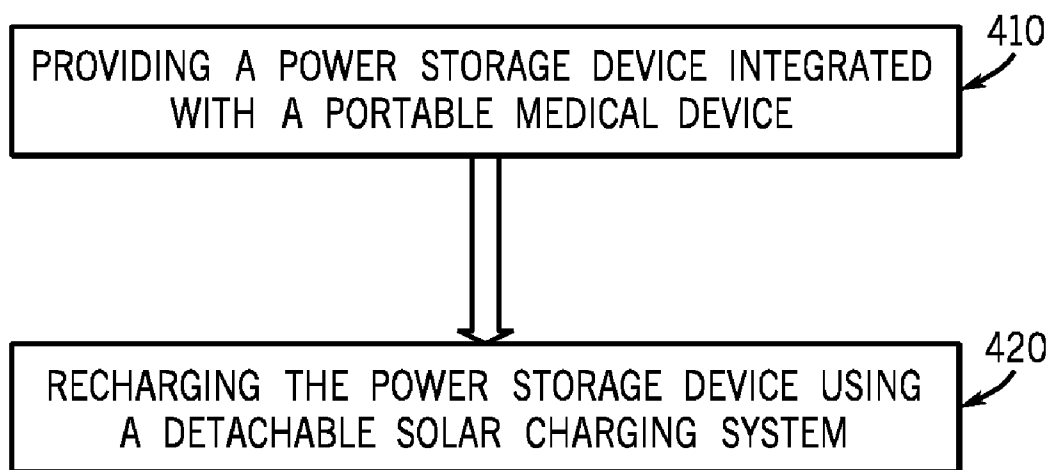 410
PROVIDING A POWER STORAGE DEVICE INTEGRATED
WITH A PORTABLE MEDICAL DEVICE
420
RECHARGING THE POWER STORAGE DEVICE USING
A DETACHABLE SOLAR CHARGING SYSTEM